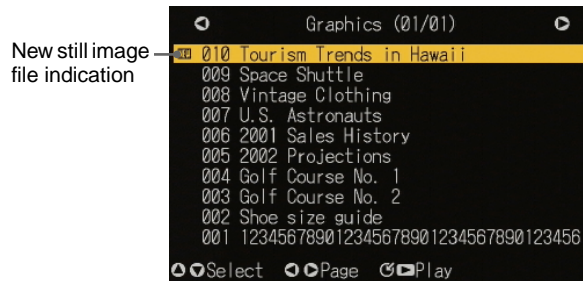 Graphics (01/01)
New still image
file indication
010 Tourism Trends in Hawaii
009 Space Shuttle
008 Vintage Clothing
007 U.S. Astronauts
006 2001 Sales History
005 2002 Projections
004 Golf Course No. 1
003 Golf Course No. 2
002 Shoe size guide
001 123456789012345678901234567890123456
Select Page Play